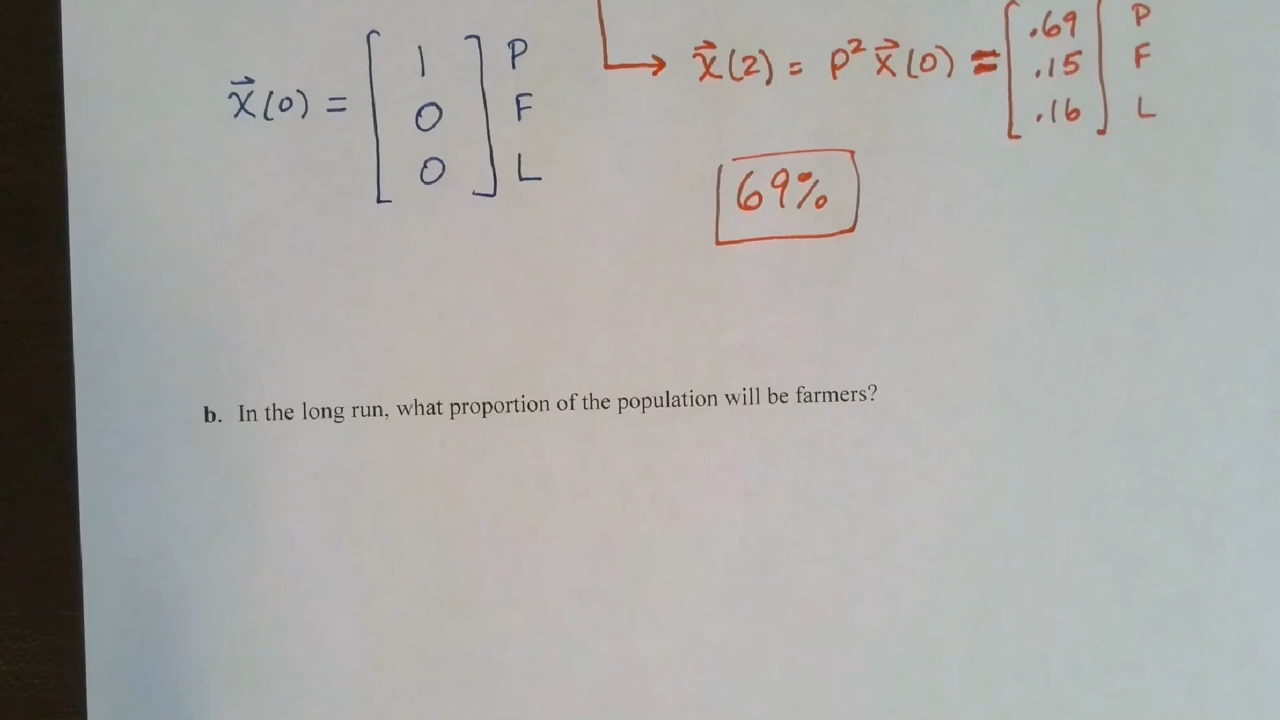 x⃗(0) = [1 0 0] P F L
x⃗(2) = P² x⃗(0) = [.69 .15 .16] P F L
69%
b. In the long run, what proportion of the population will be farmers?